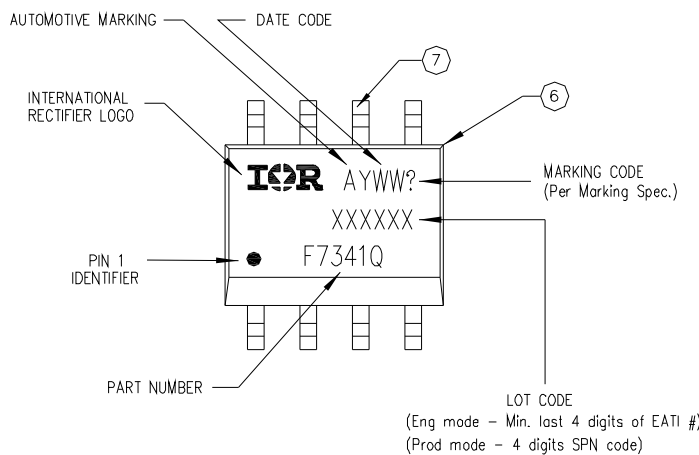 AUTOMOTIVE MARKING
DATE CODE
7
INTERNATIONAL
RECTIFIER LOGO
6
IOR
AYWW?
MARKING CODE
(Per Marking Spec.)
XXXXXX
PIN 1
IDENTIFIER
F7341Q
PART NUMBER
LOT CODE
(Eng mode – Min. last 4 digits of EATI #)
(Prod mode – 4 digits SPN code)